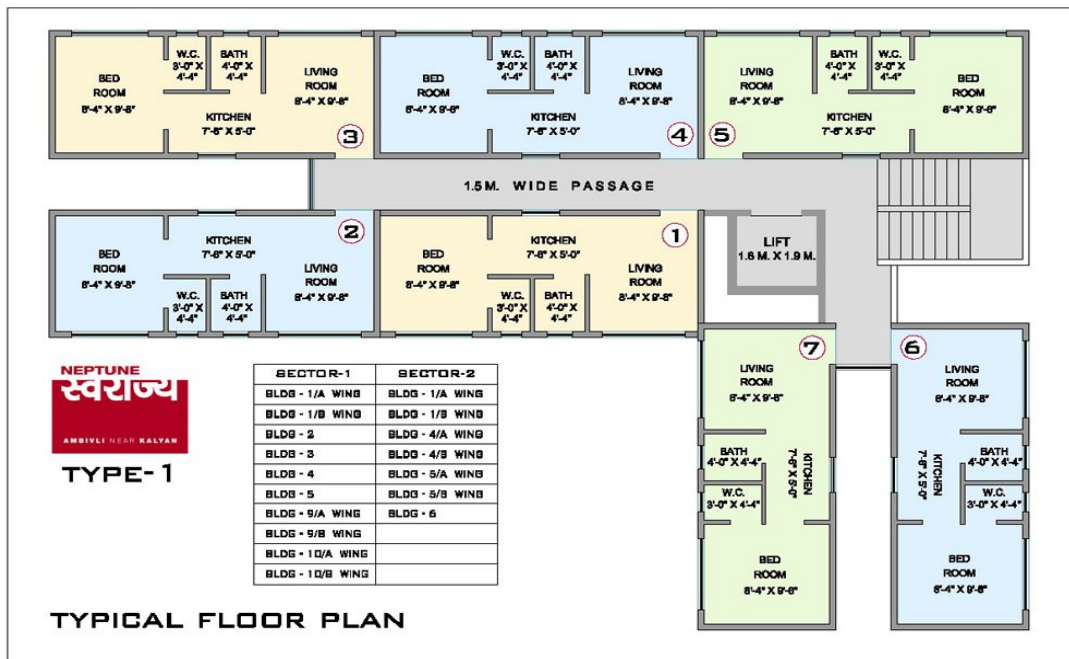 BED
ROOM
8'-4" X 9'-8"
W.C.
3'-0" X
4'-4"
BATH
4'-0" X
4'-4"
LIVING
ROOM
8'-4" X 9'-8"
KITCHEN
7'-6" X 5'-0"
3
BED
ROOM
8'-4" X 9'-8"
W.C.
3'-0" X
4'-4"
BATH
4'-0" X
4'-4"
LIVING
ROOM
8'-4" X 9'-8"
KITCHEN
7'-6" X 5'-0"
4
LIVING
ROOM
8'-4" X 9'-8"
BATH
4'-0" X
4'-4"
W.C.
3'-0" X
4'-4"
BED
ROOM
8'-4" X 9'-8"
KITCHEN
7'-6" X 5'-0"
5
1.5M. WIDE PASSAGE
2
KITCHEN
7'-6" X 5'-0"
BED
ROOM
8'-4" X 9'-8"
LIVING
ROOM
8'-4" X 9'-8"
W.C.
3'-0" X
4'-4"
BATH
4'-0" X
4'-4"
1
KITCHEN
7'-6" X 5'-0"
BED
ROOM
8'-4" X 9'-8"
LIVING
ROOM
8'-4" X 9'-8"
W.C.
3'-0" X
4'-4"
BATH
4'-0" X
4'-4"
LIFT
1.6 M. X 1.9 M.
7
LIVING
ROOM
8'-4" X 9'-8"
BATH
4'-0" X 4'-4"
KITCHEN
7'-6" X 5'-0"
W.C.
3'-0" X 4'-4"
BED
ROOM
8'-4" X 9'-8"
6
LIVING
ROOM
8'-4" X 9'-8"
KITCHEN
7'-6" X 5'-0"
BATH
4'-0" X 4'-4"
W.C.
3'-0" X 4'-4"
BED
ROOM
8'-4" X 9'-8"
NEPTUNE
स्वराज्य
AMBIVLI NEAR KALYAN
TYPE-1
SECTOR-1 SECTOR-2
BLDG - 1/A WING BLDG - 1/A WING
BLDG - 1/B WING BLDG - 1/B WING
BLDG - 2 BLDG - 4/A WING
BLDG - 3 BLDG - 4/B WING
BLDG - 4 BLDG - 5/A WING
BLDG - 5 BLDG - 5/B WING
BLDG - 9/A WING BLDG - 6
BLDG - 9/B WING
BLDG - 10/A WING
BLDG - 10/B WING
TYPICAL FLOOR PLAN